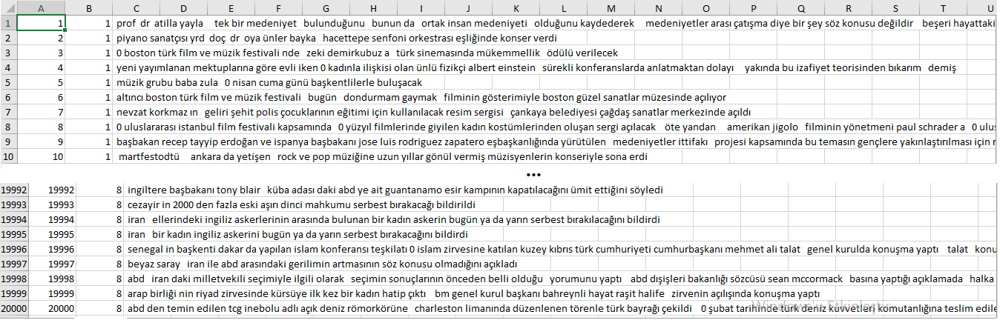 A B C D E F G H I J K L M N O P Q R S T U
1 1 1 prof dr atilla yayla tek bir medeniyet bulunduğunu bunun da ortak insan medeniyeti olduğunu kaydederek medeniyetler arası çatışma diye bir şey söz konusu değildir beşeri hayattaki
2 2 1 piyano sanatçısı yrd doç dr oya ünler bayka hacettepe senfoni orkestrası eşliğinde konser verdi
3 3 1 0 boston türk film ve müzik festivali nde zeki demirkubuz a türk sinemasında mükemmellik ödülü verilecek
4 4 1 yeni yayımlanan mektuplarına göre evli iken 0 kadınla ilişkisi olan ünlü fizikçi albert einstein sürekli konferanslarda anlatmaktan dolayı yakında bu izafiyet teorisinden bıkarım demiş
5 5 1 müzik grubu baba zula 0 nisan cuma günü başkentlilerle buluşacak
6 6 1 altıncı boston türk film ve müzik festivali bugün dondurmam gaymak filminin gösterimiyle boston güzel sanatlar müzesinde açılıyor
7 7 1 nevzat korkmaz ın geliri şehit polis çocuklarının eğitimi için kullanılacak resim sergisi çankaya belediyesi çağdaş sanatlar merkezinde açıldı
8 8 1 0 uluslararası istanbul film festivali kapsamında 0 yüzyıl filmlerinde giyilen kadın kostümlerinden oluşan sergi açılacak öte yandan amerikan jigolo filminin yönetmeni paul schrader a 0 ulus
9 9 1 başbakan recep tayyip erdoğan ve ispanya başbakanı jose luis rodriguez zapatero eşbaşkanlığında yürütülen medeniyetler ittifakı projesi kapsamında bu temasın gençlere yakınlaştırılması için
10 10 1 martfestodtü ankara da yetişen rock ve pop müziğine uzun yıllar gönül vermiş müzisyenlerin konseriyle sona erdi
•••
19992 19992 8 ingiltere başbakanı tony blair küba adası daki abd ye ait guantanamo esir kampının kapatılacağını ümit ettiğini söyledi
19993 19993 8 cezayir in 2000 den fazla eski aşırı dinci mahkumu serbest bırakacağı bildirildi
19994 19994 8 iran ellerindeki ingiliz askerlerinin arasında bulunan bir kadın askerin bugün ya da yarın serbest bırakılacağını bildirdi
19995 19995 8 iran bir kadın ingiliz askerini bugün ya da yarın serbest bırakacağını bildirdi
19996 19996 8 senegal in başkenti dakar da yapılan islam konferansı teşkilatı 0 islam zirvesine katılan kuzey kıbrıs türk cumhuriyeti cumhurbaşkanı mehmet ali talat genel kurulda konuşma yaptı talat konu
19997 19997 8 beyaz saray iran ile abd arasındaki gerilimin artmasının söz konusu olmadığını açıkladı
19998 19998 8 abd iran daki milletvekili seçimiyle ilgili olarak seçimin sonuçlarının önceden belli olduğu yorumunu yaptı abd dışişleri bakanlığı sözcüsü sean mccormack basına yaptığı açıklamada halka
19999 19999 8 arap birliği nin riyad zirvesinde kürsüye ilk kez bir kadın hatip çıktı bm genel kurul başkanı bahreynli hayat raşit halife zirvenin açılışında konuşma yaptı
20000 20000 8 abd den temin edilen tcg inebolu adlı açık deniz römorkörüne charleston limanında düzenlenen törenle türk bayrağı çekildi 0 şubat tarihinde türk deniz kuvvetleri komutanlığına teslim edile
Windows'u Etkinleştir